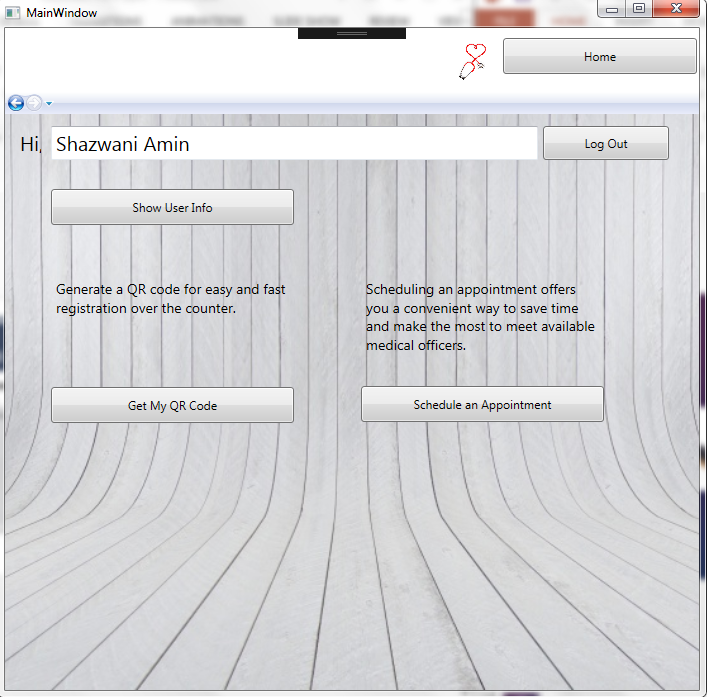 MainWindow
Home
Hi, Shazwani Amin
Log Out
Show User Info
Generate a QR code for easy and fast
registration over the counter.
Scheduling an appointment offers
you a convenient way to save time
and make the most to meet available
medical officers.
Get My QR Code
Schedule an Appointment